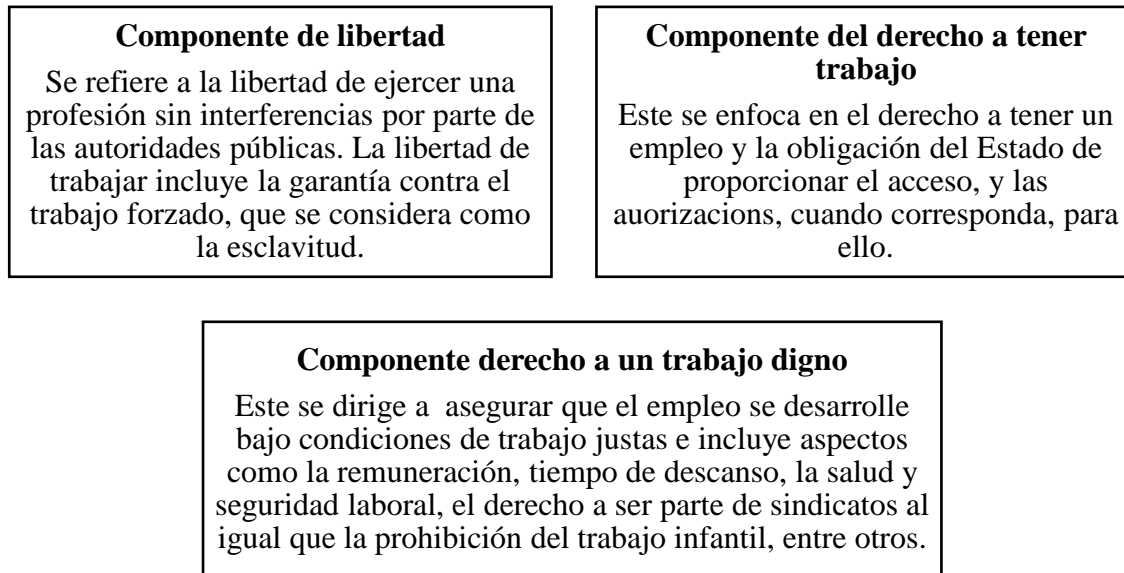 Componente de libertad
Se refiere a la libertad de ejercer una
profesión sin interferencias por parte de
las autoridades públicas. La libertad de
trabajar incluye la garantía contra el
trabajo forzado, que se considera como
la esclavitud.
Componente del derecho a tener
trabajo
Este se enfoca en el derecho a tener un
empleo y la obligación del Estado de
proporcionar el acceso, y las
auorizacions, cuando corresponda, para
ello.
Componente derecho a un trabajo digno
Este se dirige a asegurar que el empleo se desarrolle
bajo condiciones de trabajo justas e incluye aspectos
como la remuneración, tiempo de descanso, la salud y
seguridad laboral, el derecho a ser parte de sindicatos al
igual que la prohibición del trabajo infantil, entre otros.